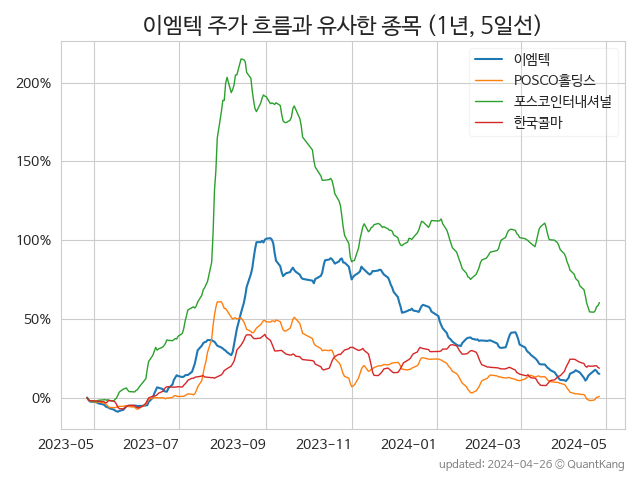 이엠텍 주가 흐름과 유사한 종목 (1년, 5일선)
이엠텍
POSCO홀딩스
포스코인터내셔널
한국콜마
200%
150%
100%
50%
0%
2023-05 2023-07 2023-09 2023-11 2024-01 2024-03 2024-05
updated: 2024-04-26 © QuantKang